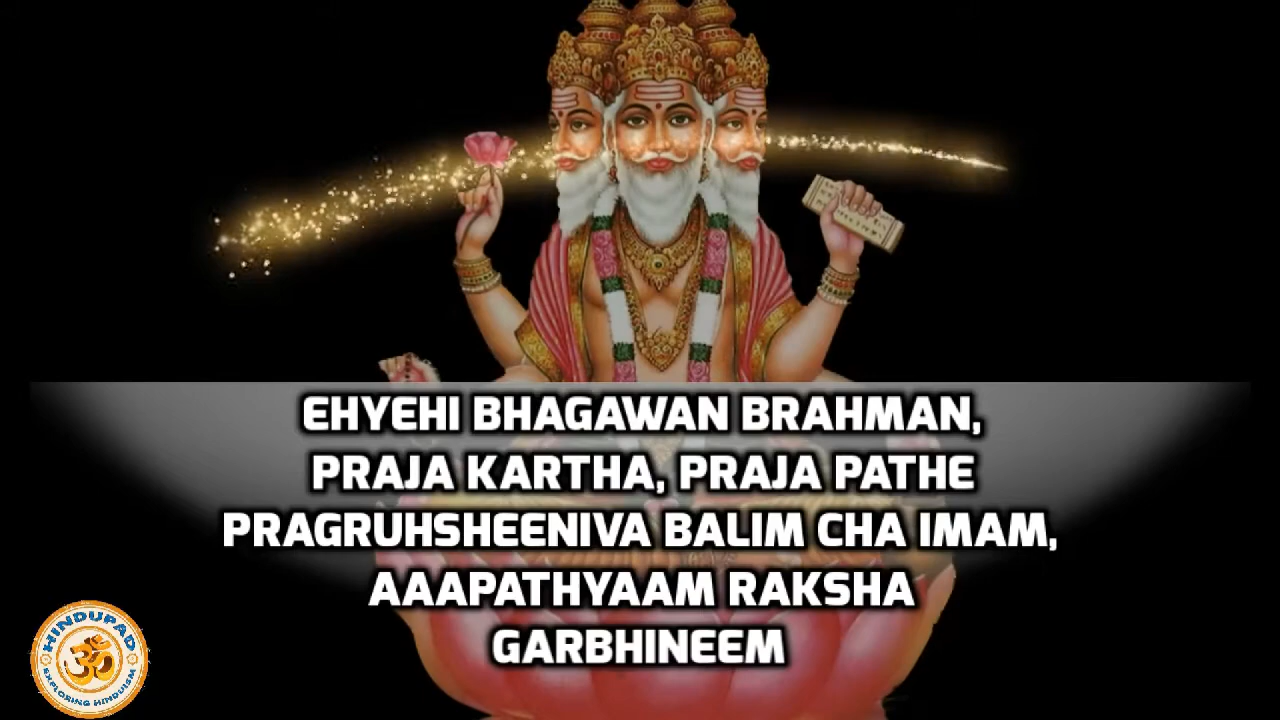 EHYEHI BHAGAWAN BRAHMAN,
PRAJA KARTHA, PRAJA PATHE
PRAGRUHSHEENIVA BALIM CHA IMAM,
AAAPATHYAAM RAKSHA
GARBHINEEM
HINDUPAD
ॐ
EXPLORING HINDUISM